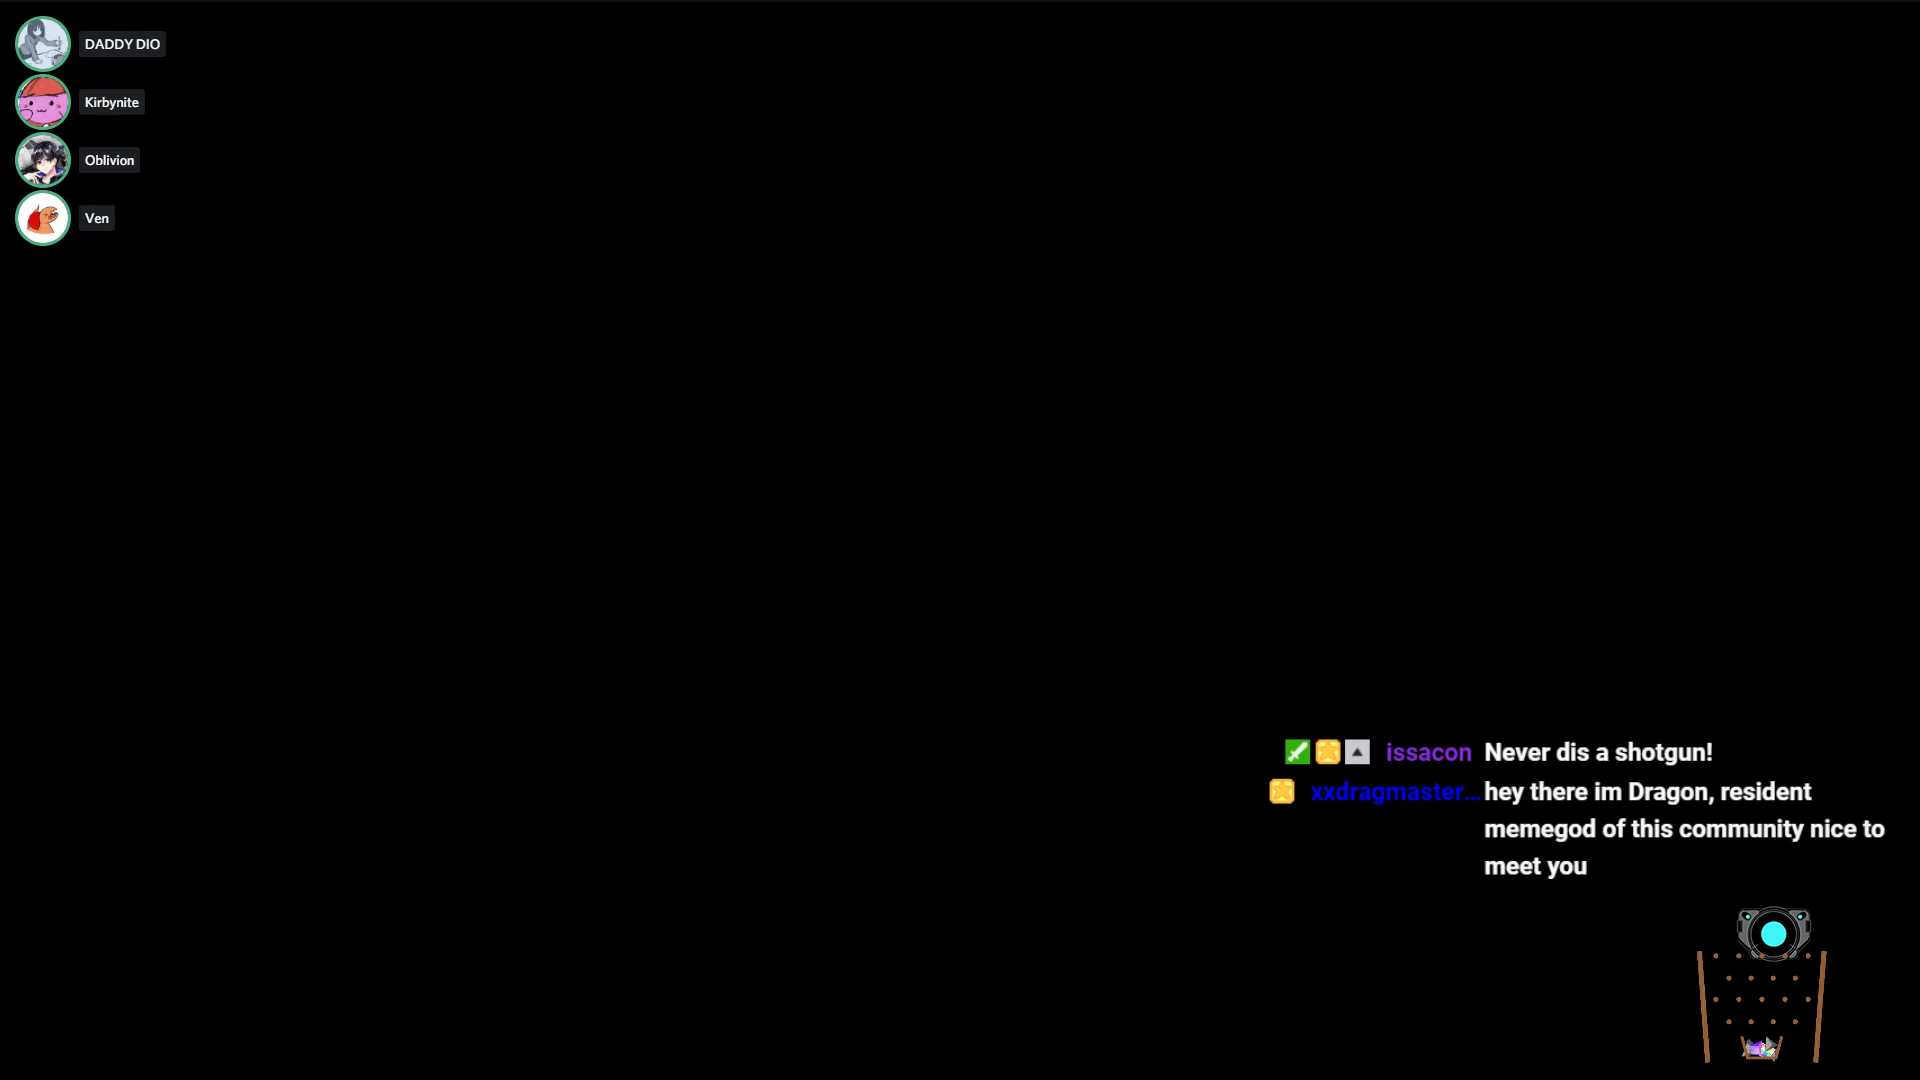 DADDY DIO
Kirbynite
Oblivion
Ven
issacon Never dis a shotgun!
xxdragmaster... hey there im Dragon, resident
memegod of this community nice to
meet you